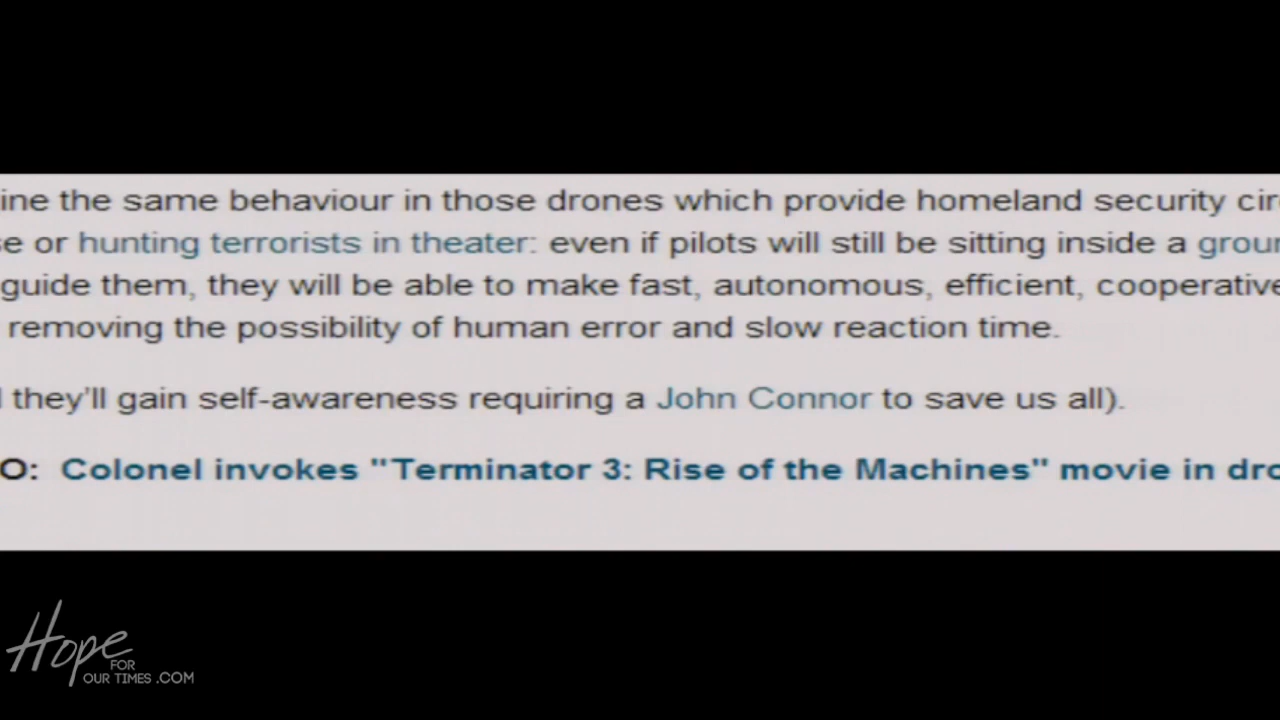 ine the same behaviour in those drones which provide homeland security cir
se or hunting terrorists in theater: even if pilots will still be sitting inside a groun
guide them, they will be able to make fast, autonomous, efficient, cooperative
removing the possibility of human error and slow reaction time.
they'll gain self-awareness requiring a John Connor to save us all).
O: Colonel invokes "Terminator 3: Rise of the Machines" movie in dro
Hope
FOR
OUR TIMES .COM